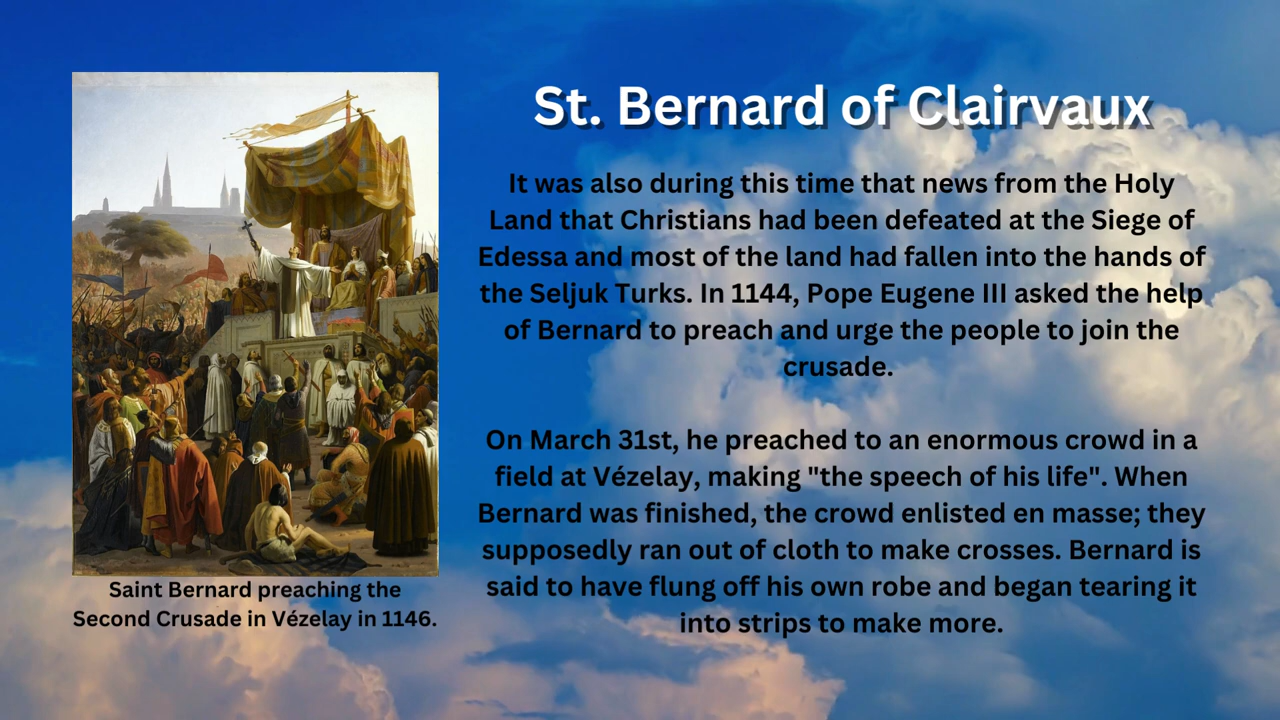 St. Bernard of Clairvaux
It was also during this time that news from the Holy
Land that Christians had been defeated at the Siege of
Edessa and most of the land had fallen into the hands of
the Seljuk Turks. In 1144, Pope Eugene III asked the help
of Bernard to preach and urge the people to join the
crusade.
On March 31st, he preached to an enormous crowd in a
field at Vézelay, making "the speech of his life". When
Bernard was finished, the crowd enlisted en masse; they
supposedly ran out of cloth to make crosses. Bernard is
said to have flung off his own robe and began tearing it
into strips to make more.
Saint Bernard preaching the
Second Crusade in Vézelay in 1146.